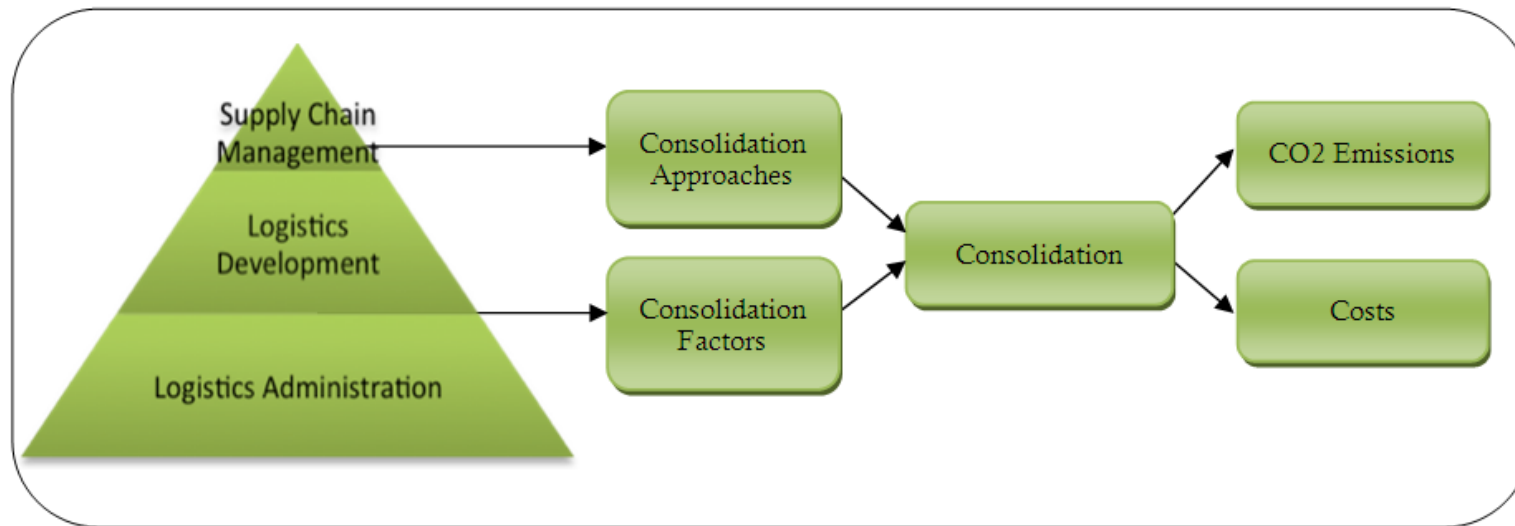 Supply Chain
Management
Logistics
Development
Logistics Administration
Consolidation
Approaches
Consolidation
Factors
Consolidation
CO2 Emissions
Costs